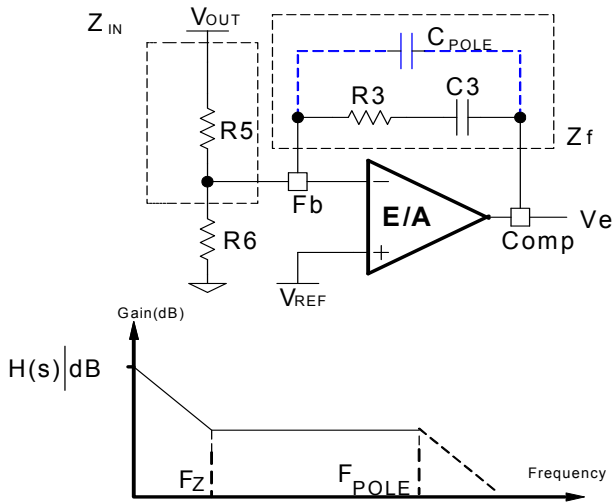 Z IN
VOUT
CPOLE
R3
C3
R5
Zf
Fb
E/A
Ve
R6
Comp
VREF
Gain(dB)
H(s)|dB
FZ
FPOLE
Frequency